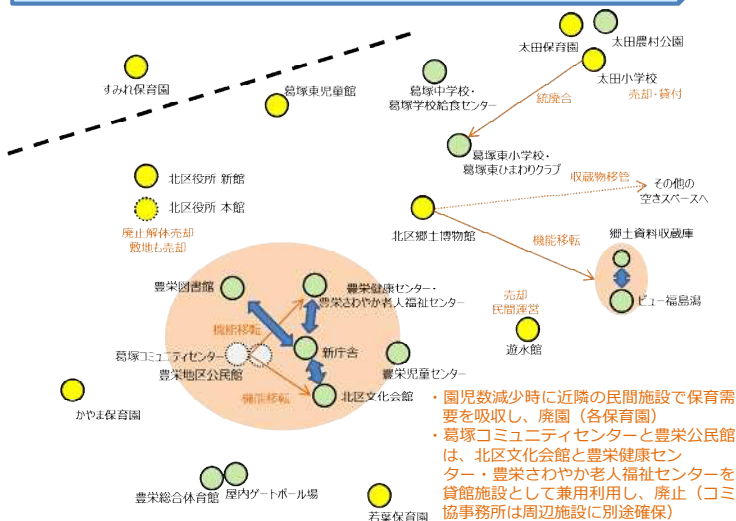 太田保育園
太田農村公園
太田小学校
売却・貸付
すみれ保育園
葛塚東児童館
葛塚中学校・
葛塚学校給食センター
統廃合
葛塚東小学校・
葛塚東ひまわりクラブ
北区役所 新館
北区役所 本館
廃止解体売却
敷地も売却
収蔵物移管
その他の
空きスペースへ
北区郷土博物館
機能移転
郷土資料収蔵庫
ビュー福島潟
豊栄図書館
豊栄健康センター・
豊栄さわやか老人福祉センター
売却
民間運営
遊水館
機能移転
新庁舎
葛塚コミュニティセンター
豊栄地区公民館
豊栄児童センター
機能移転
北区文化会館
かやま保育園
・園児数減少時に近隣の民間施設で保育需
要を吸収し、廃園（各保育園）
・葛塚コミュニティセンターと豊栄公民館
は、北区文化会館と豊栄健康セン
ター・豊栄さわやか老人福祉センターを
貸館施設として兼用利用し、廃止（コミ
協事務所は周辺施設に別途確保）
豊栄総合体育館
屋内ゲートボール場
若葉保育園